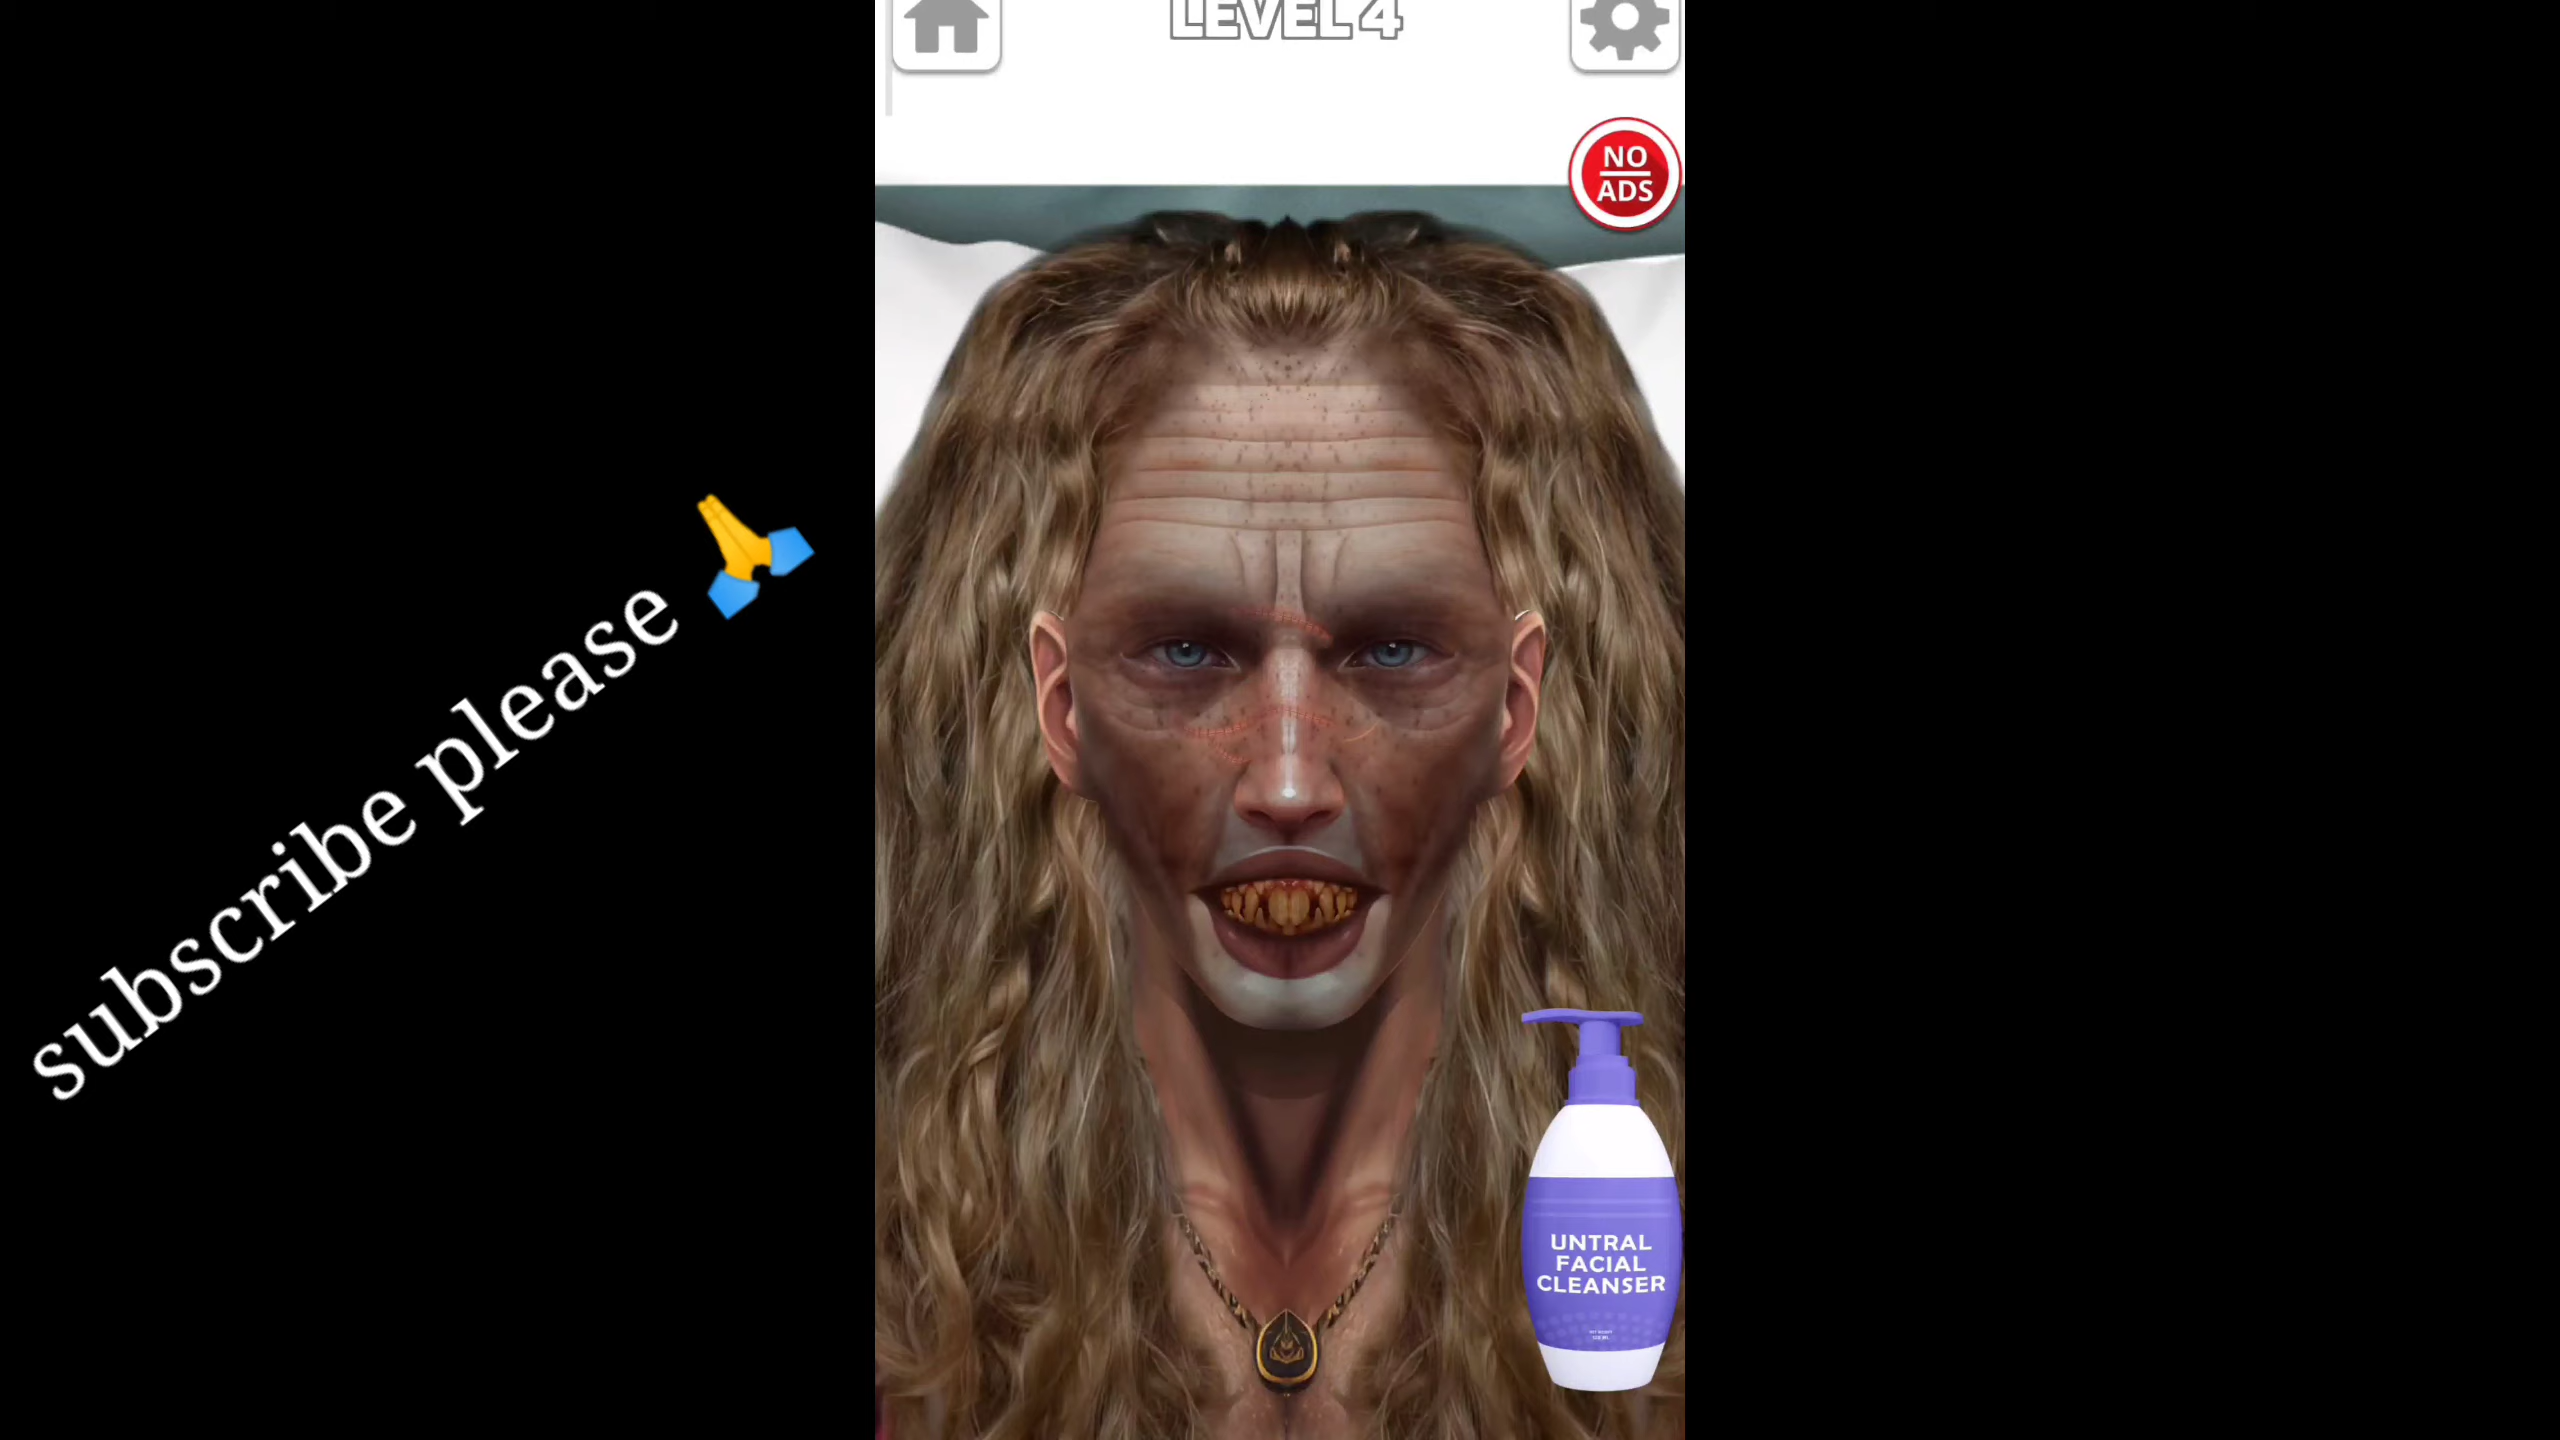 LEVEL 4
NO
ADS
subscribe please 🙏
UNTRAL
FACIAL
CLEANSER